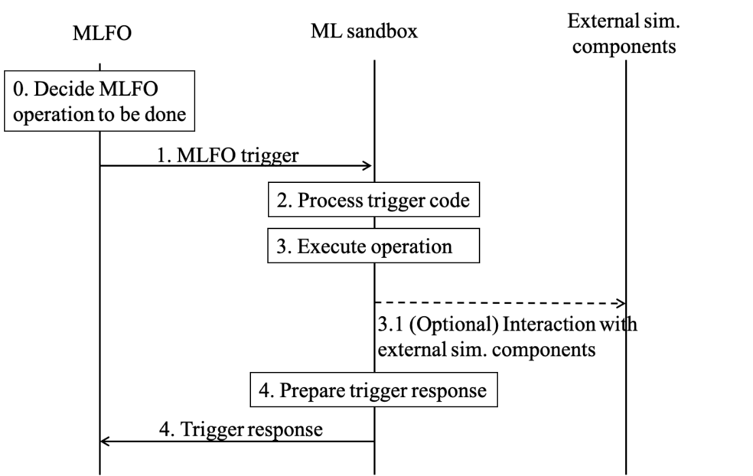 MLFO
ML sandbox
External sim.
components
0. Decide MLFO
operation to be done
1. MLFO trigger
2. Process trigger code
3. Execute operation
3.1 (Optional) Interaction with
external sim. components
4. Prepare trigger response
4. Trigger response